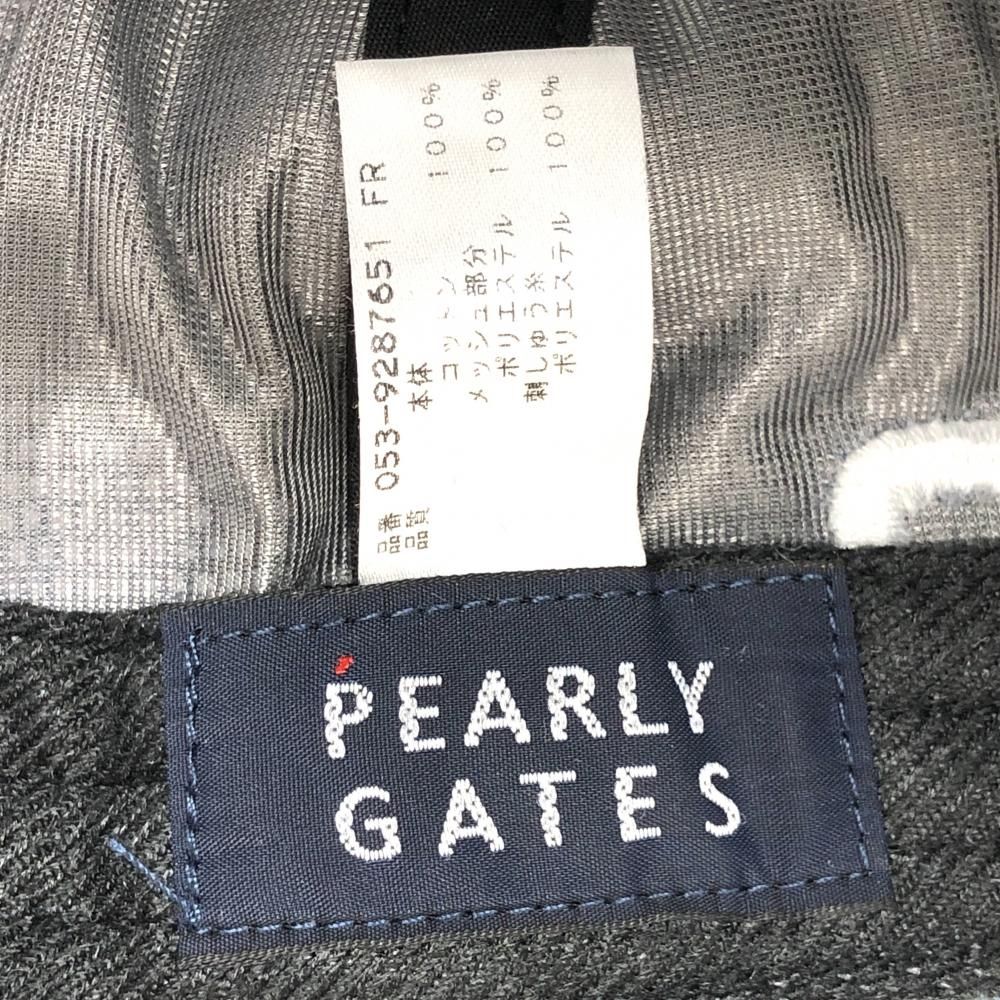 品番 053-9287651 FR
品質 本体
コットン 100%
メッシュ部分
ポリエステル 100%
刺しゅう糸
ポリエステル 100%
PEARLY
GATES